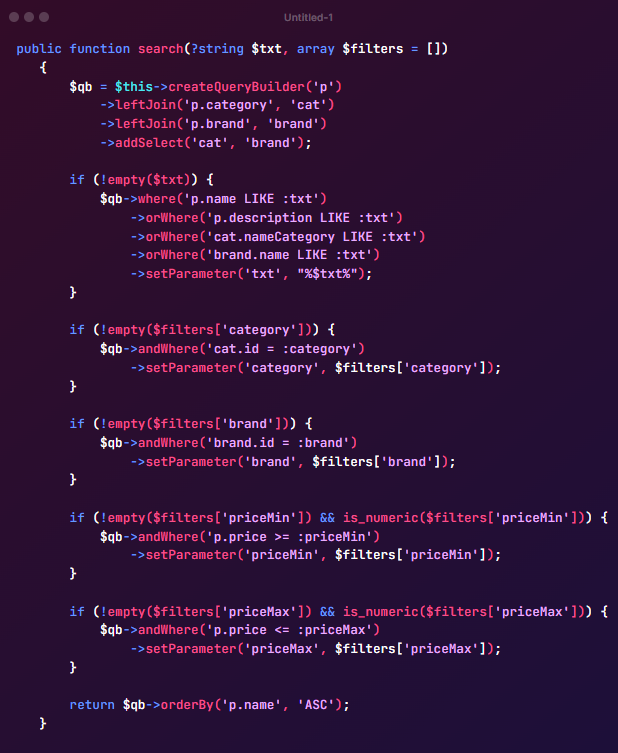 Untitled-1
public function search(?string $txt, array $filters = [])
{
$qb = $this->createQueryBuilder('p')
->leftJoin('p.category', 'cat')
->leftJoin('p.brand', 'brand')
->addSelect('cat', 'brand');
if (!empty($txt)) {
$qb->where('p.name LIKE :txt')
->orWhere('p.description LIKE :txt')
->orWhere('cat.nameCategory LIKE :txt')
->orWhere('brand.name LIKE :txt')
->setParameter('txt', "%$txt%");
}
if (!empty($filters['category'])) {
$qb->andWhere('cat.id = :category')
->setParameter('category', $filters['category']);
}
if (!empty($filters['brand'])) {
$qb->andWhere('brand.id = :brand')
->setParameter('brand', $filters['brand']);
}
if (!empty($filters['priceMin']) && is_numeric($filters['priceMin'])) {
$qb->andWhere('p.price >= :priceMin')
->setParameter('priceMin', $filters['priceMin']);
}
if (!empty($filters['priceMax']) && is_numeric($filters['priceMax'])) {
$qb->andWhere('p.price <= :priceMax')
->setParameter('priceMax', $filters['priceMax']);
}
return $qb->orderBy('p.name', 'ASC');
}